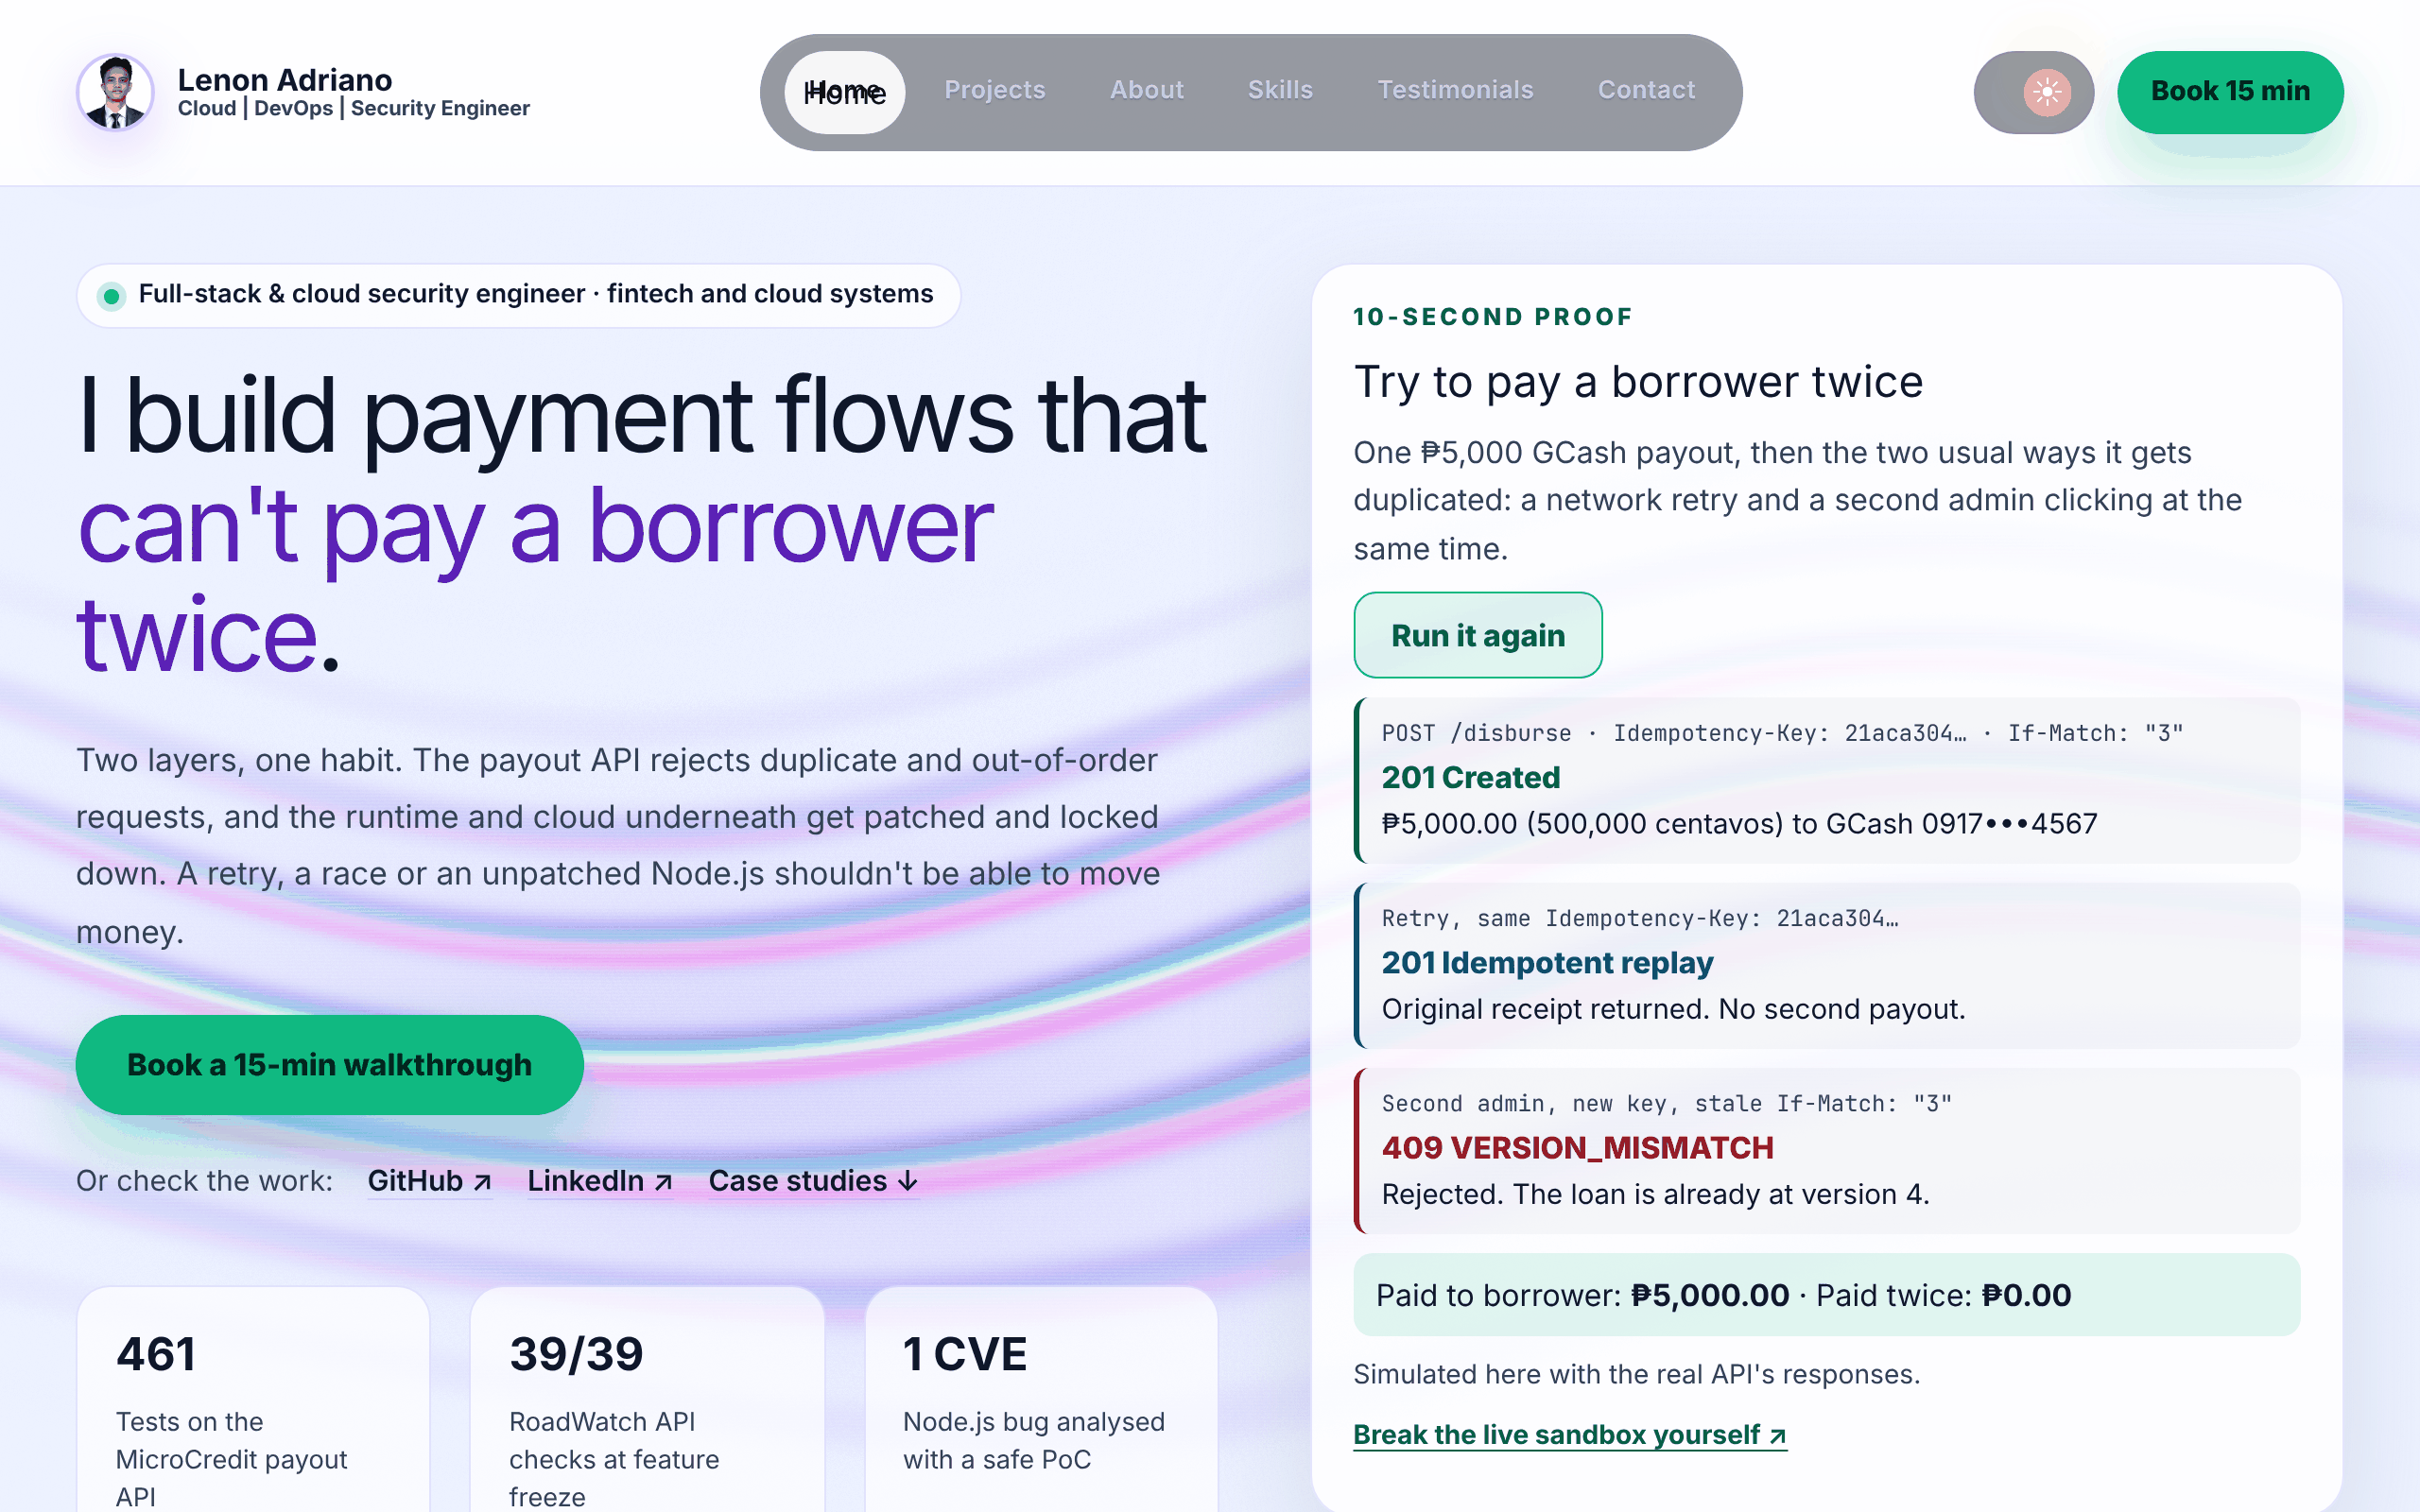 Lenon Adriano
Cloud | DevOps | Security Engineer
Home
Home
Projects
About
Skills
Testimonials
Contact
Book 15 min
Full-stack & cloud security engineer · fintech and cloud systems
I build payment flows that
can't pay a borrower
twice.
Two layers, one habit. The payout API rejects duplicate and out-of-order
requests, and the runtime and cloud underneath get patched and locked
down. A retry, a race or an unpatched Node.js shouldn't be able to move
money.
Book a 15-min walkthrough
Or check the work: GitHub ↗ LinkedIn ↗ Case studies ↓
461
Tests on the
MicroCredit payout
API
39/39
RoadWatch API
checks at feature
freeze
1 CVE
Node.js bug analysed
with a safe PoC
10-SECOND PROOF
Try to pay a borrower twice
One ₱5,000 GCash payout, then the two usual ways it gets
duplicated: a network retry and a second admin clicking at the
same time.
Run it again
POST /disburse · Idempotency-Key: 21aca304… · If-Match: "3"
201 Created
₱5,000.00 (500,000 centavos) to GCash 0917•••4567
Retry, same Idempotency-Key: 21aca304…
201 Idempotent replay
Original receipt returned. No second payout.
Second admin, new key, stale If-Match: "3"
409 VERSION_MISMATCH
Rejected. The loan is already at version 4.
Paid to borrower: ₱5,000.00 · Paid twice: ₱0.00
Simulated here with the real API's responses.
Break the live sandbox yourself ↗